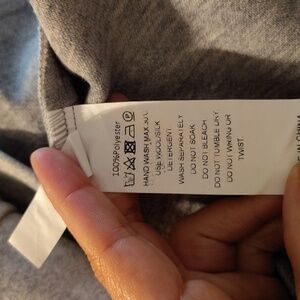 100%Polyester
HAND WASH MAX 30℃
USE WOOL/SILK
DETERGENT
WASH SEPARATELY
DO NOT SOAK
DO NOT BLEACH
DO NOT TUMBLE DRY
DO NOT WRING OR
TWIST